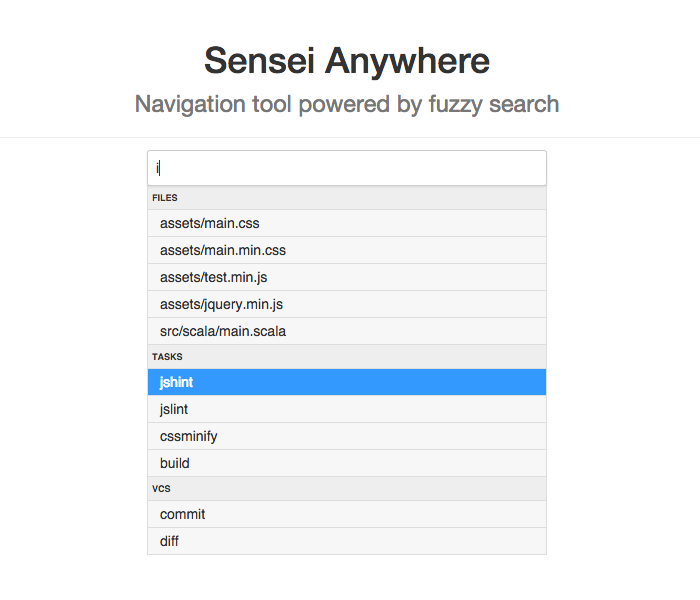 Sensei Anywhere
Navigation tool powered by fuzzy search
i
FILES
assets/main.css
assets/main.min.css
assets/test.min.js
assets/jquery.min.js
src/scala/main.scala
TASKS
jshint
jslint
cssminify
build
VCS
commit
diff